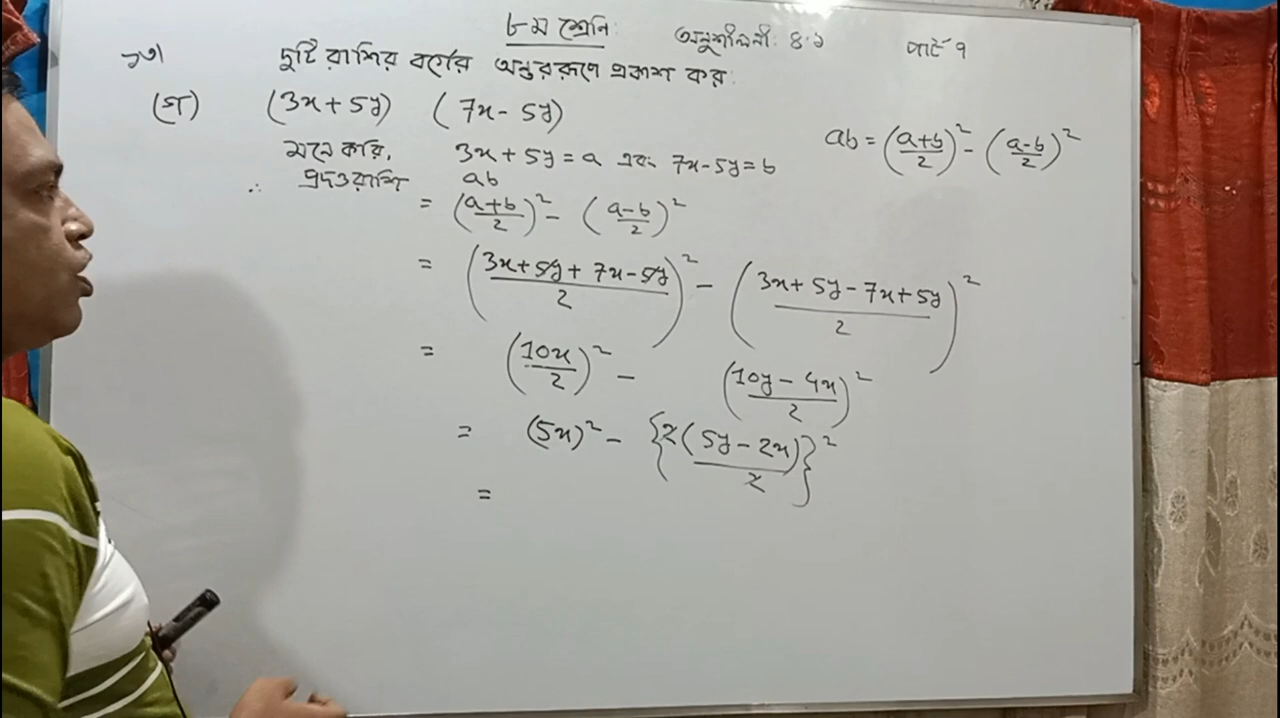 ৮ম শ্রেনি: অনুশীলনী: ৪.১ পার্ট ৭
১৩। দুটি রাশির বর্গের অন্তররূপে প্রকাশ কর:
(গ) (3x+5y) (7x-5y)
ab = (a+b/2)² - (a-b/2)²
মনে করি, 3x+5y=a এবং 7x-5y=b
∴ প্রদত্তরাশি ab
= (a+b/2)² - (a-b/2)²
= (3x+5y+7x-5y/2)² - (3x+5y-7x+5y/2)²
= (10x/2)² - (10y-4x/2)²
= (5x)² - {2(5y-2x)/2}²
=